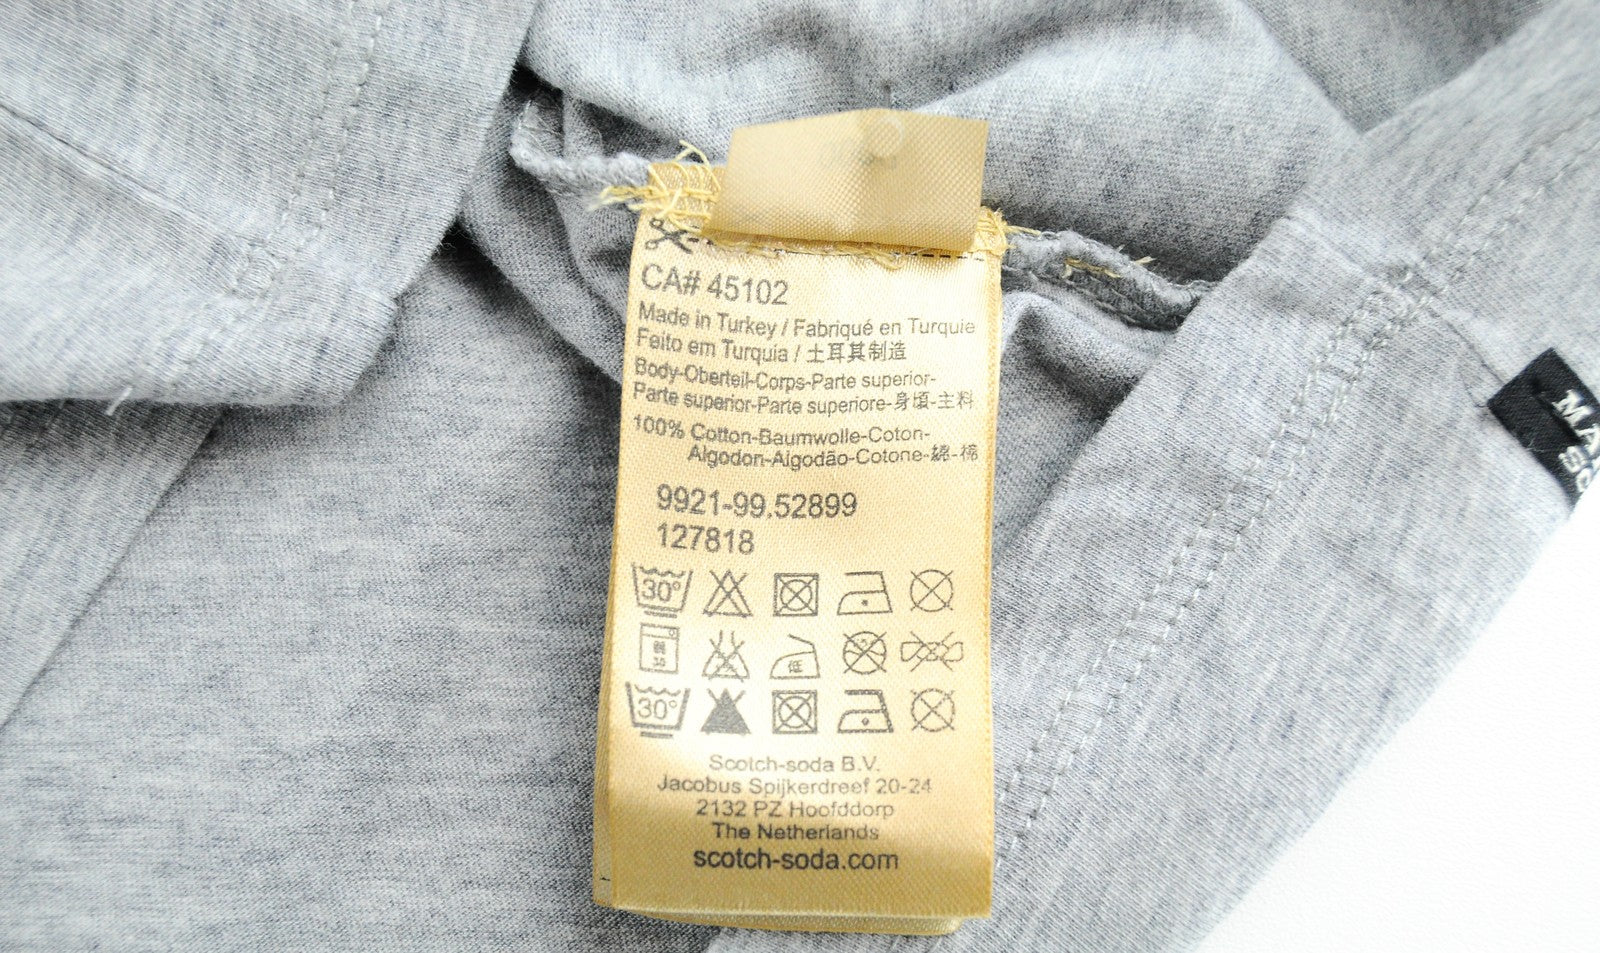 CA# 45102
Made in Turkey / Fabriqué en Turquie
Feito em Turquia / 土耳其制造
Body-Oberteil-Corps-Parte superior-
Parte superior-Parte superiore-身頃-主料
100% Cotton-Baumwolle-Coton-
Algodon-Algodão-Cotone-綿-棉
9921-99.52899
127818
30°
弱
30
低
30°
Scotch-soda B.V.
Jacobus Spijkerdreef 20-24
2132 PZ Hoofddorp
The Netherlands
scotch-soda.com